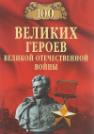 100
ВЕЛИКИХ
ГЕРОЕВ
ВЕЛИКОЙ ОТЕЧЕСТВЕННОЙ
ВОЙНЫ